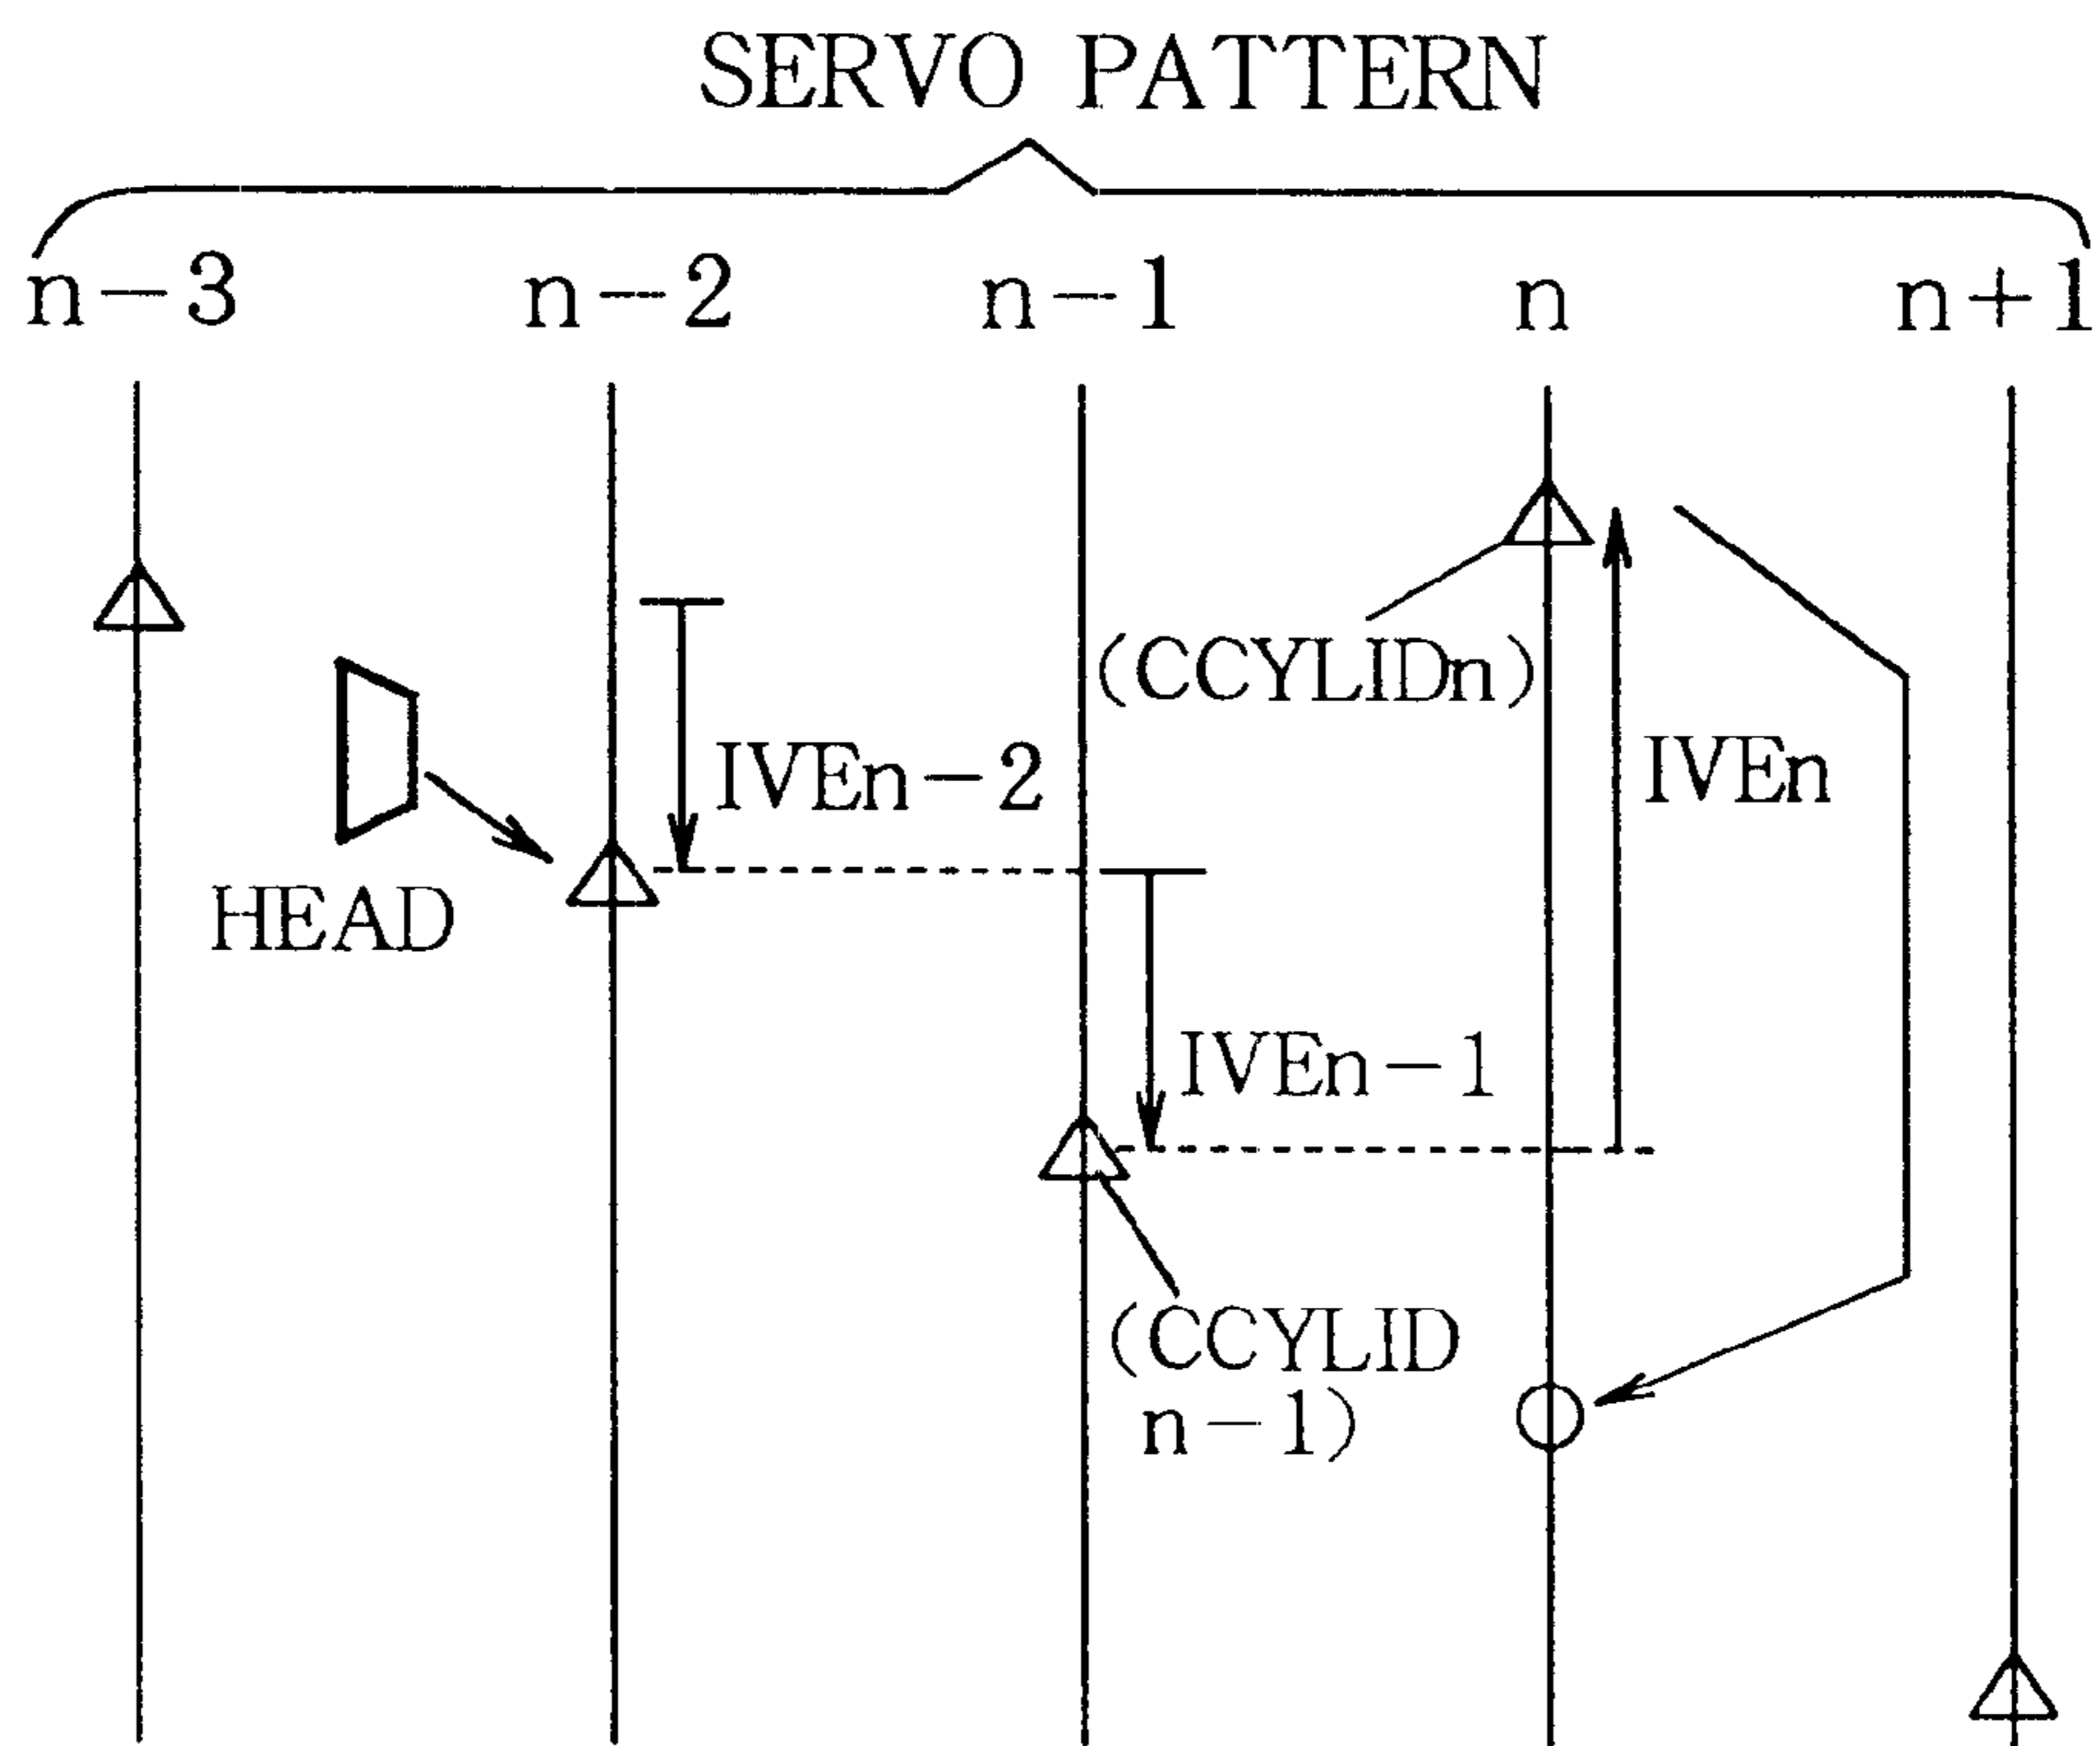 SERVO PATTERN
n-3 n-2 n-1 n n+1
(CCYLIDn)
IVEn-2
IVEn
HEAD
IVEn-1
(CCYLID
n-1)